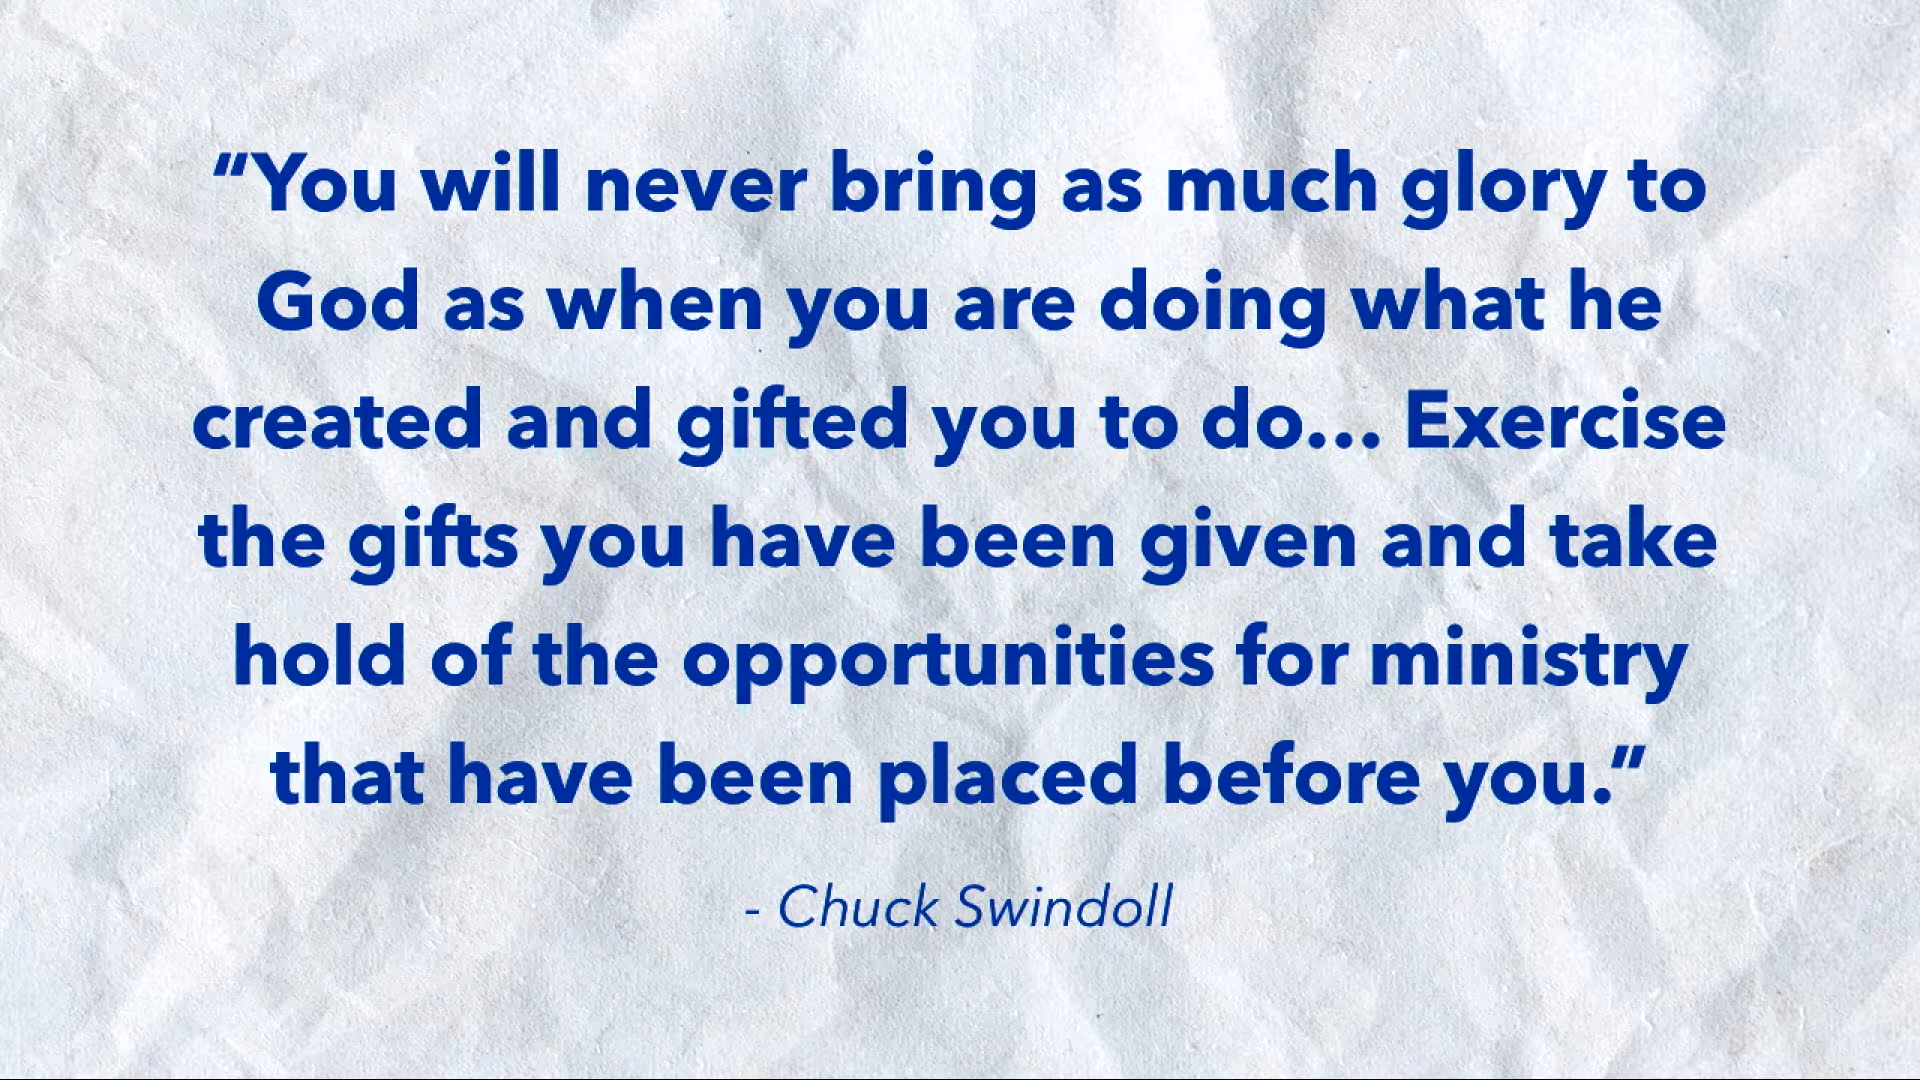 “You will never bring as much glory to
God as when you are doing what he
created and gifted you to do... Exercise
the gifts you have been given and take
hold of the opportunities for ministry
that have been placed before you.”
- Chuck Swindoll